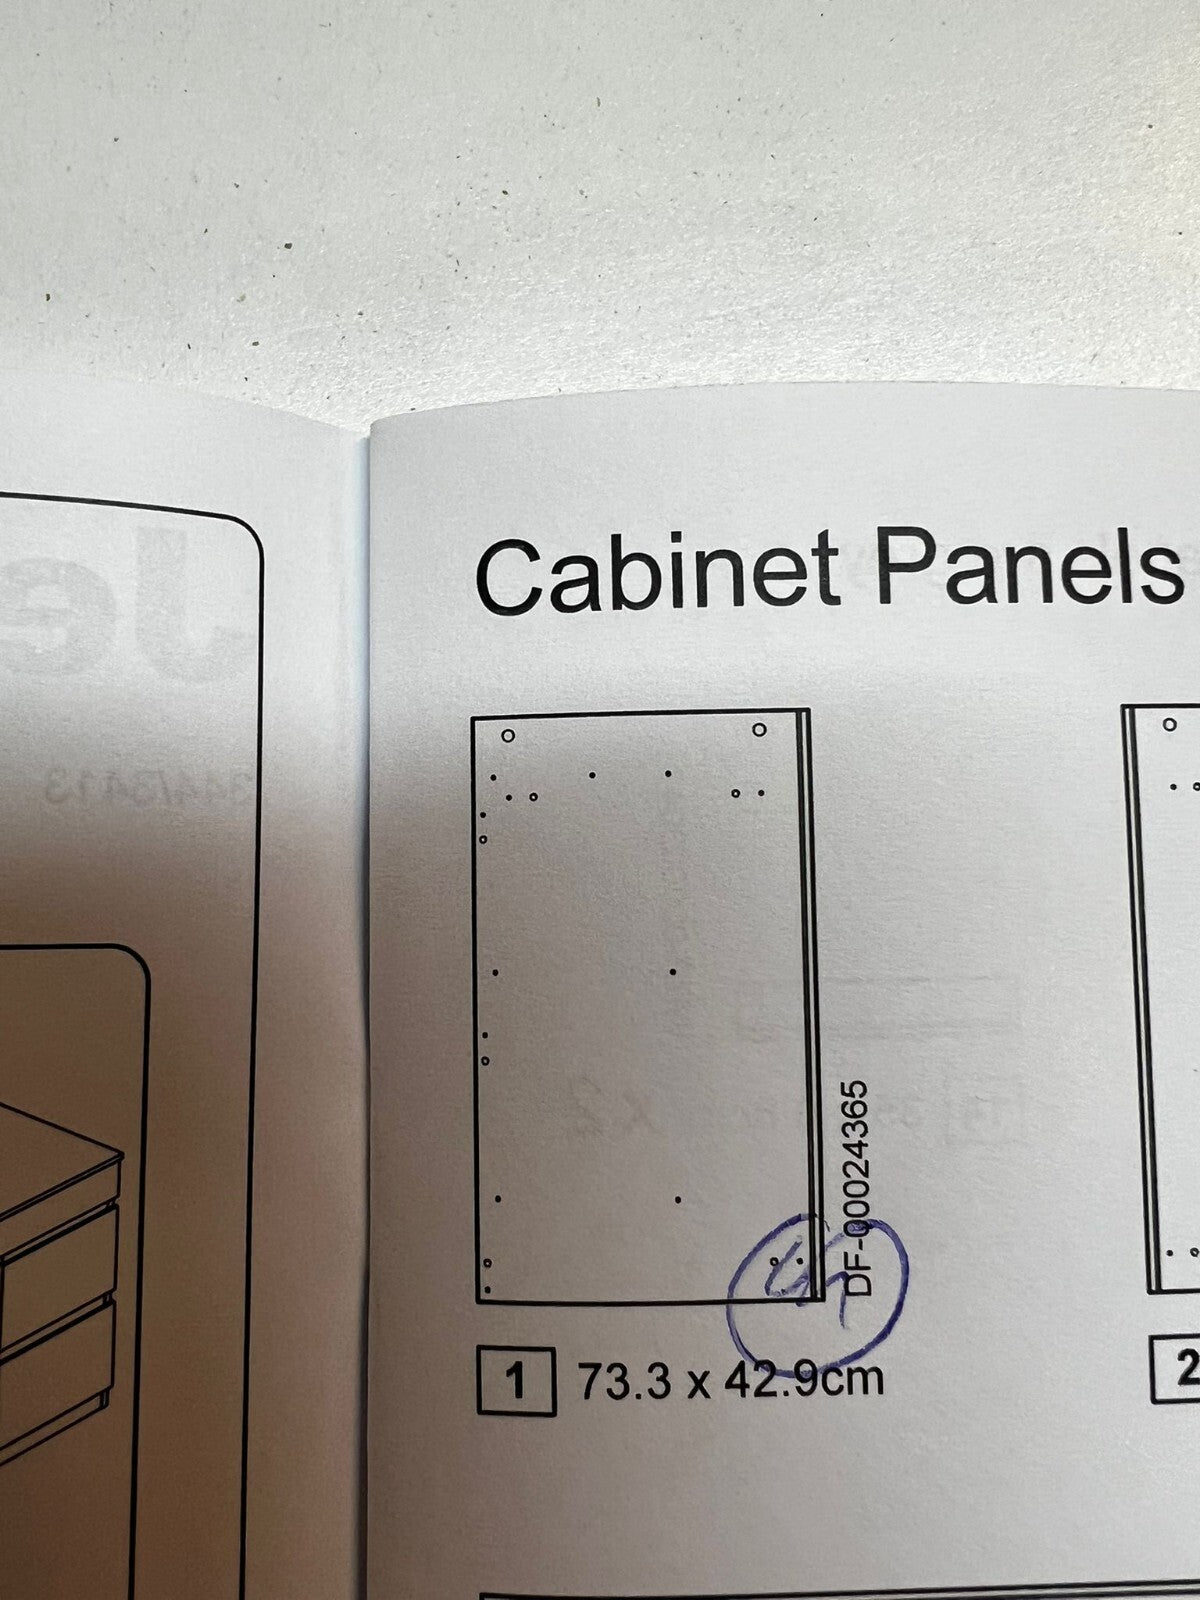 Cabinet Panels
DF-00024365
1 73.3 x 42.9cm
2